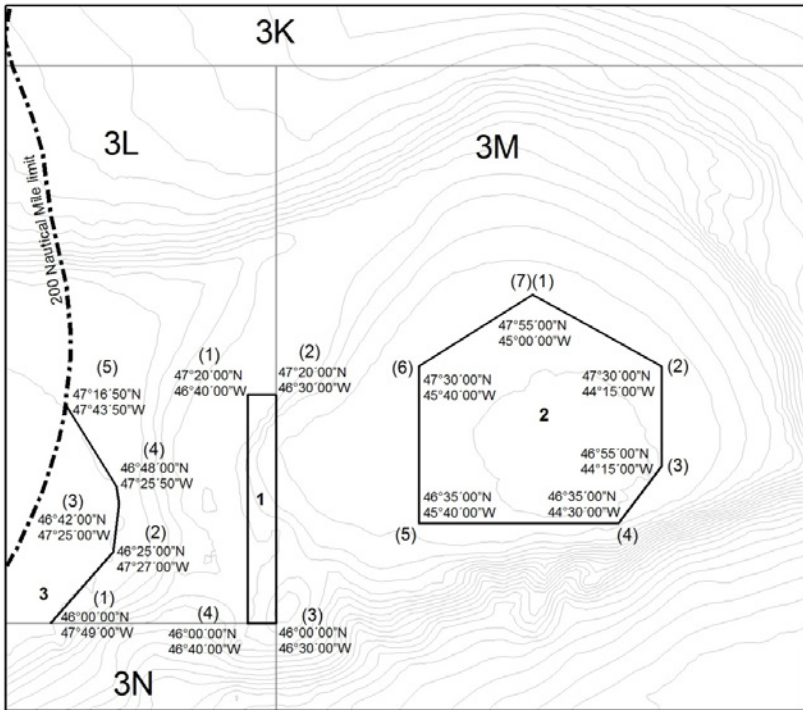 3K
3L
3M
200 Nautical Mile limit
(7)(1)
47°55´00"N
45°00´00"W
(5)
47°16´50"N
47°43´50"W
(1)
47°20´00"N
46°40´00"W
(2)
47°20´00"N
46°30´00"W
(6)
47°30´00"N
45°40´00"W
47°30´00"N
44°15´00"W
(2)
2
(4)
46°48´00"N
47°25´50"W
46°55´00"N
44°15´00"W
(3)
(3)
46°42´00"N
47°25´00"W
1
46°35´00"N
45°40´00"W
46°35´00"N
44°30´00"W
(5)
(4)
(2)
46°25´00"N
47°27´00"W
3
(1)
46°00´00"N
47°49´00"W
(4)
46°00´00"N
46°40´00"W
(3)
46°00´00"N
46°30´00"W
3N